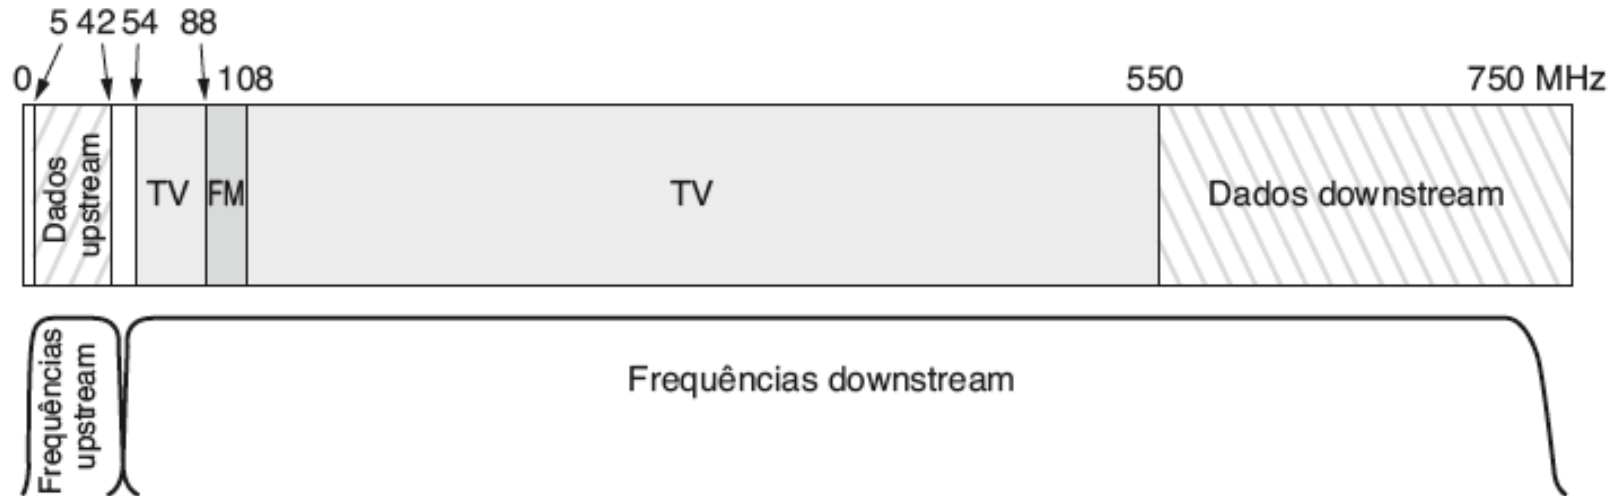 5 42 54 88
0 108 550 750 MHz
Dados
upstream
TV
FM
TV
Dados downstream
Frequências
upstream
Frequências downstream